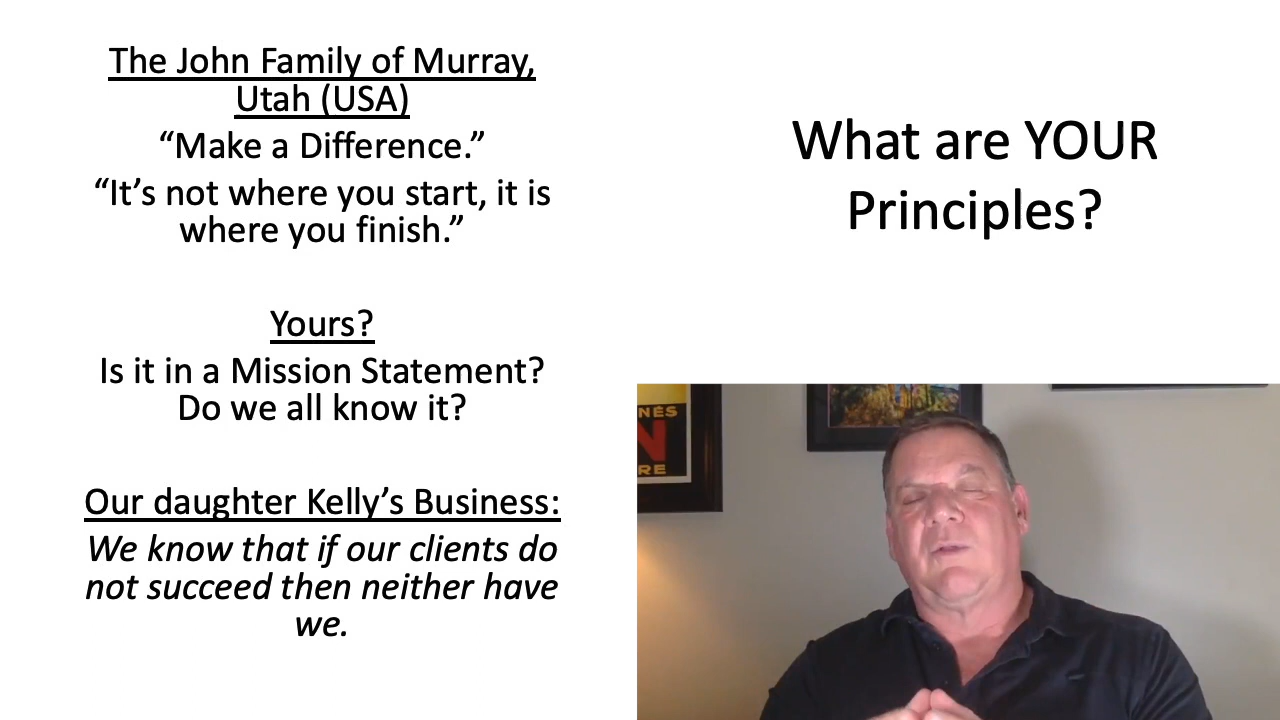 The John Family of Murray,
Utah (USA)
“Make a Difference.”
“It’s not where you start, it is
where you finish.”
Yours?
Is it in a Mission Statement?
Do we all know it?
Our daughter Kelly’s Business:
We know that if our clients do
not succeed then neither have
we.
What are YOUR
Principles?
NÈS
N
RE